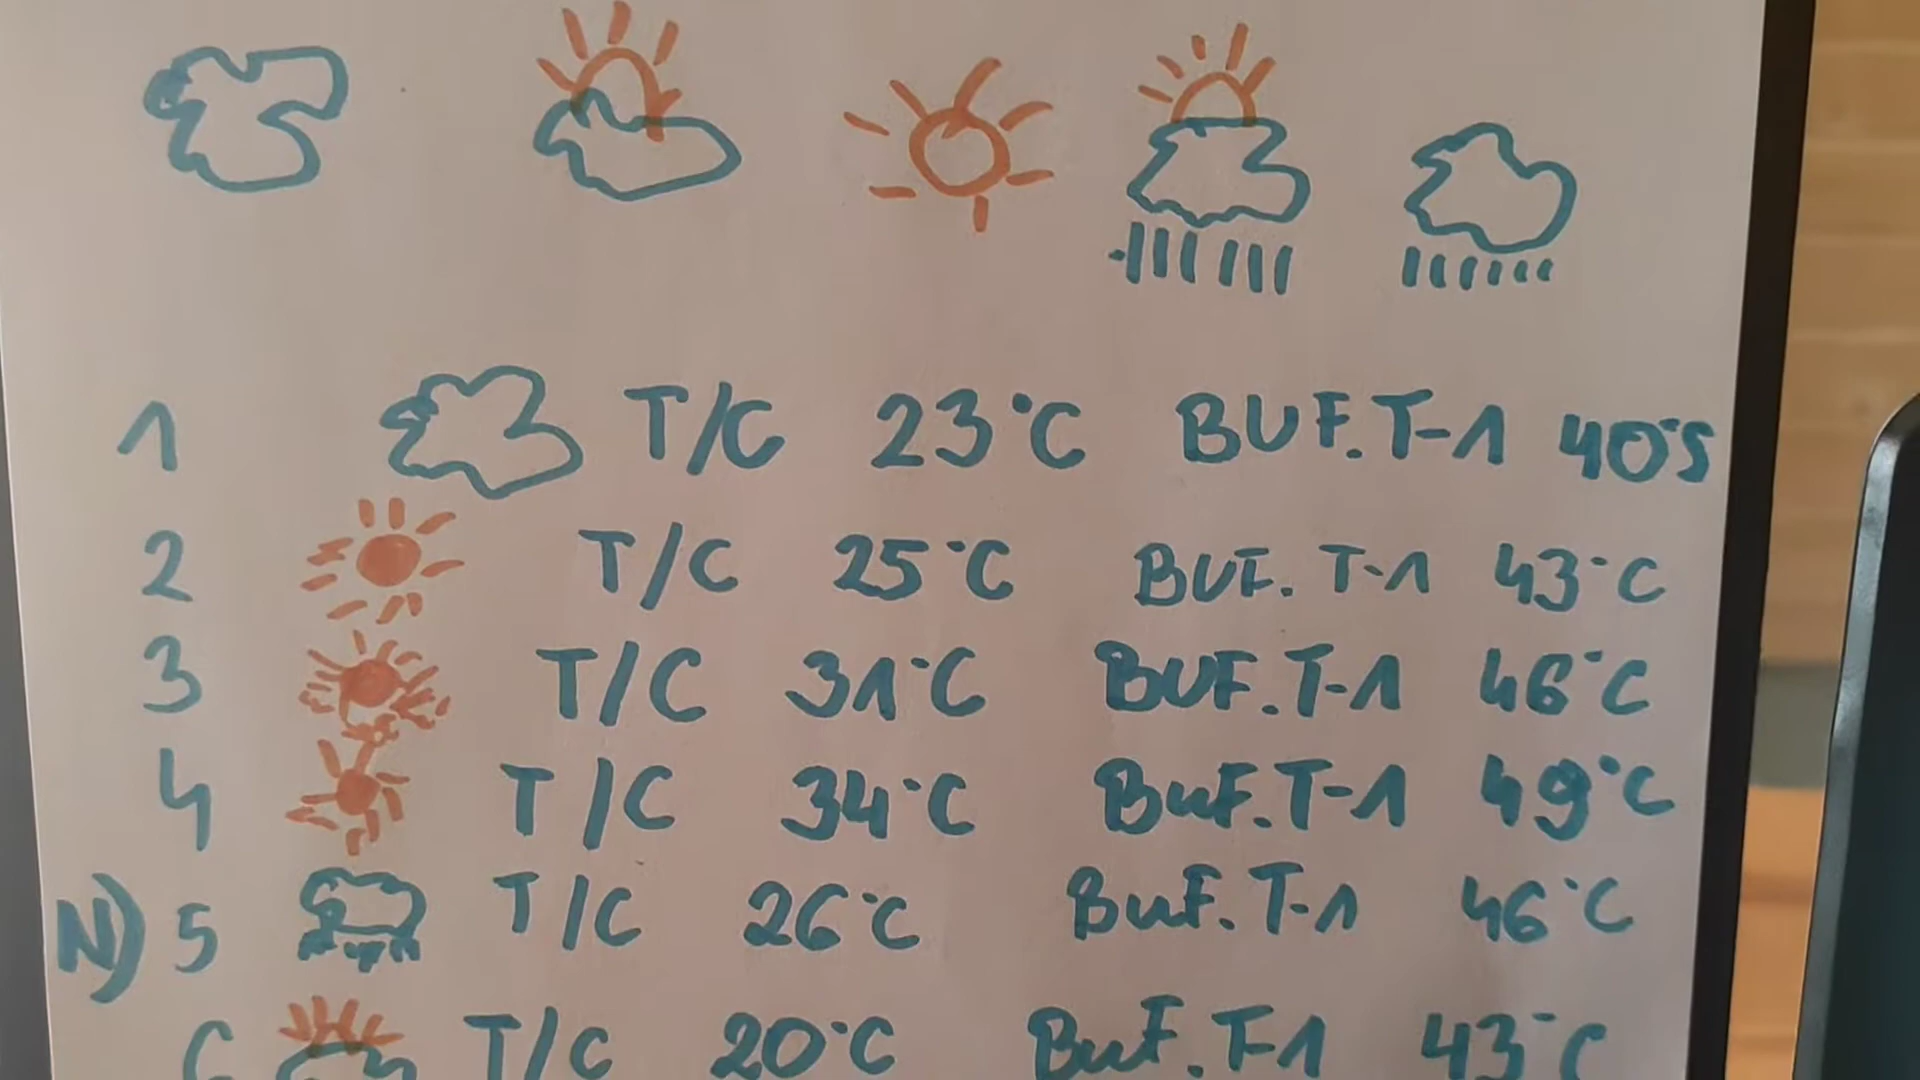 1 T/C 23°C BUF.T-1 40°S
2 T/C 25°C BUF. T-1 43°C
3 T/C 31°C BUF.T-1 46°C
4 T/C 34°C BuF.T-1 49°C
N) 5 T/C 26°C BuF.T-1 46°C
6 T/C 20°C BuF.T-1 43°C